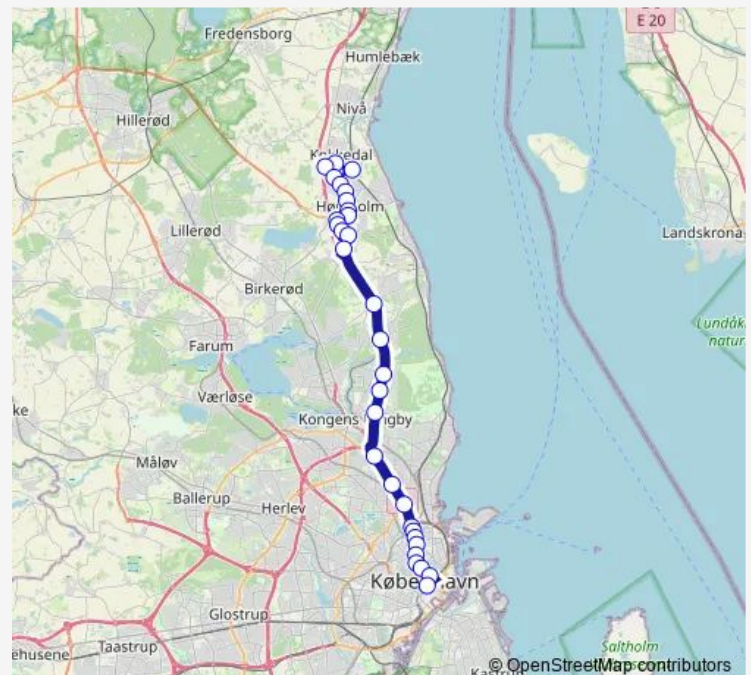 E 20
Fredensborg
Humlebæk
Hillerød
Nivå
Kokkedal
Hørsholm
Lillerød
Landskrona
Birkerød
Farum
Værløse
Kongens Lyngby
Måløv
Ballerup
Herlev
København
Glostrup
Taastrup
Saltholm
© OpenStreetMap contributors